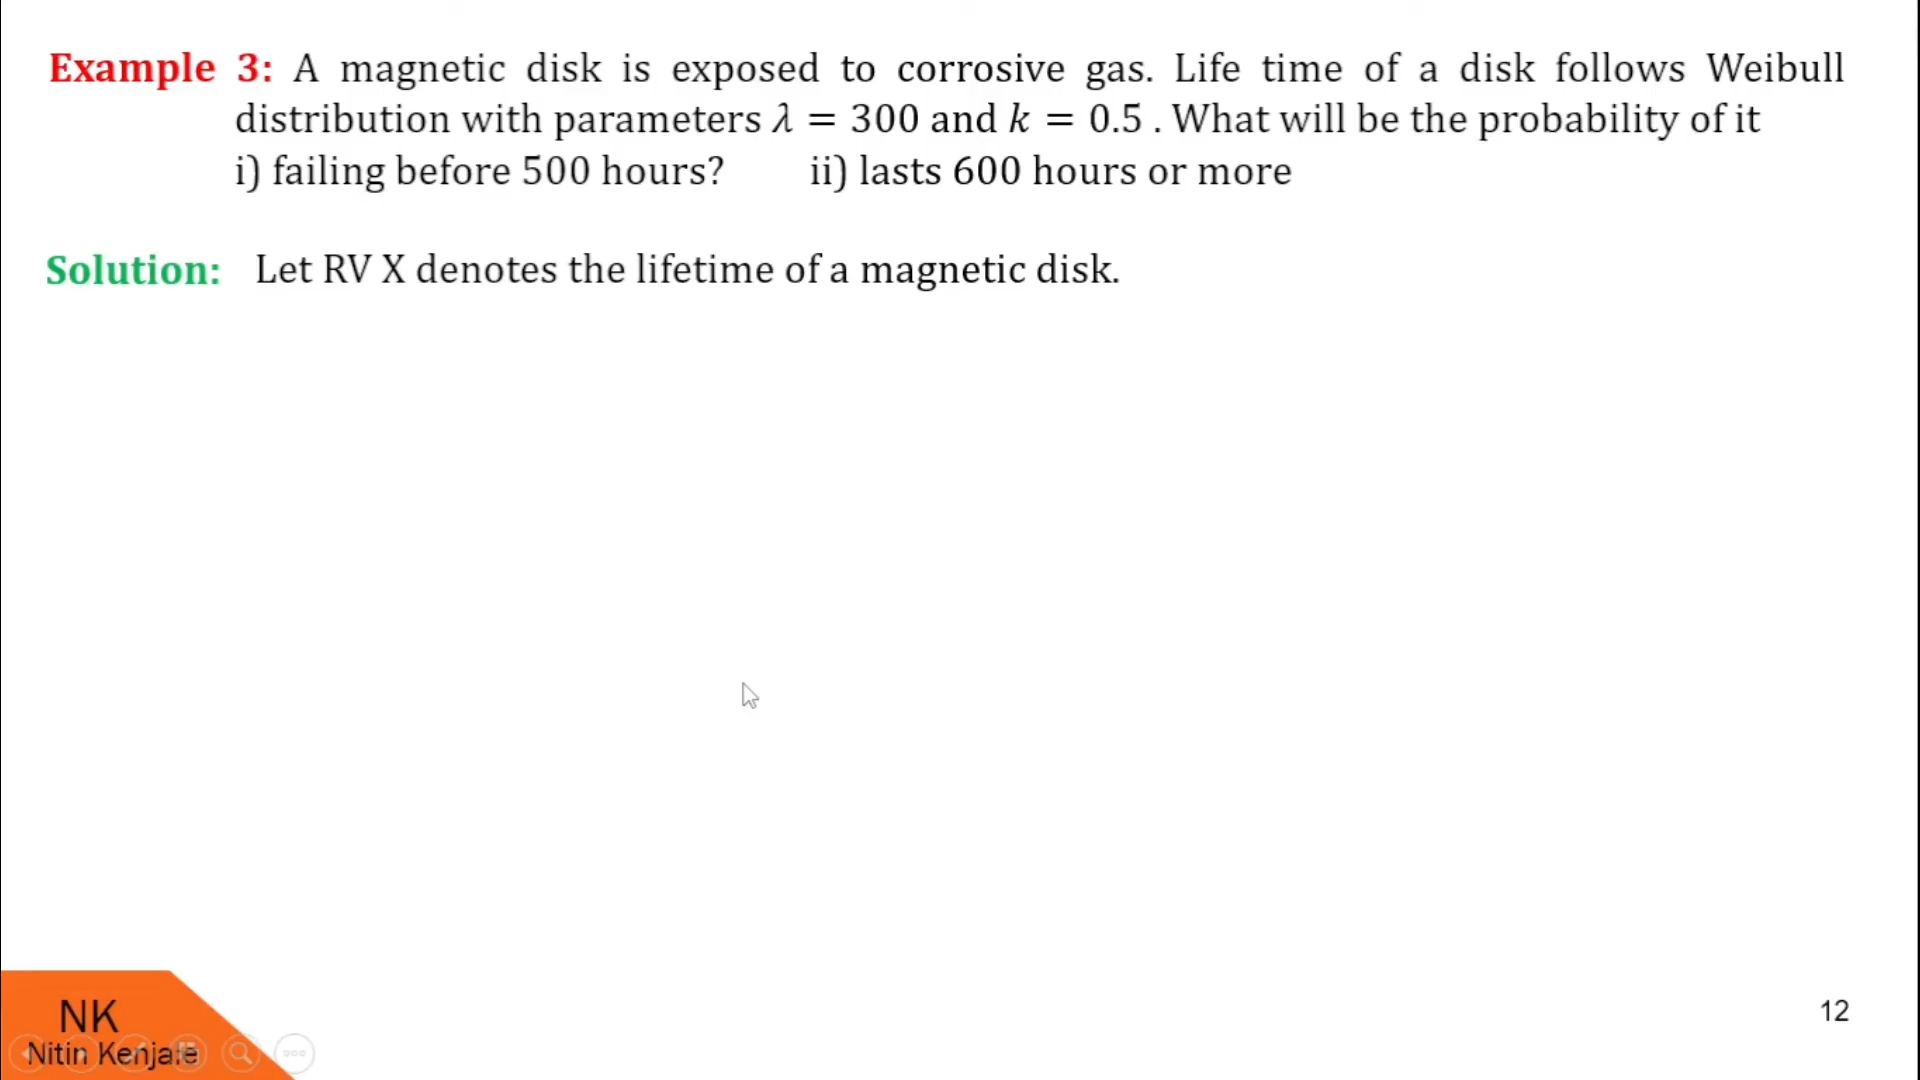 Example 3: A magnetic disk is exposed to corrosive gas. Life time of a disk follows Weibull
distribution with parameters λ = 300 and k = 0.5 . What will be the probability of it
i) failing before 500 hours? ii) lasts 600 hours or more
Solution: Let RV X denotes the lifetime of a magnetic disk.
NK
Nitin Kenjale
12